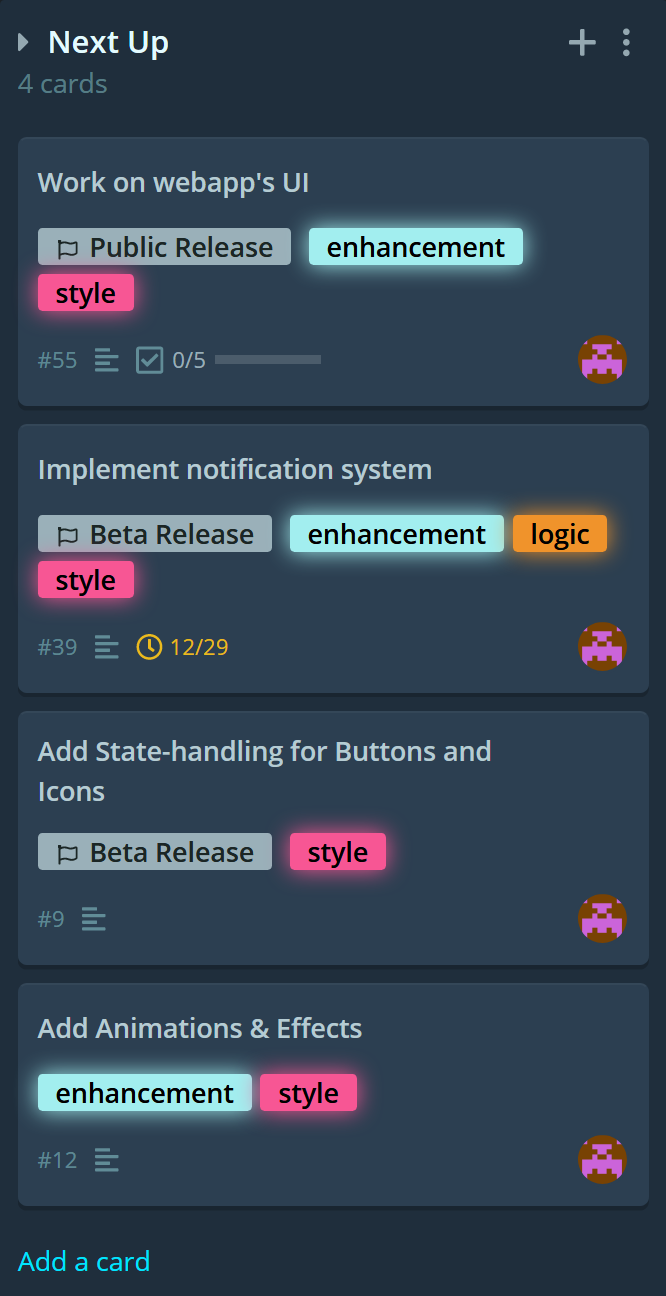 Next Up
4 cards
Work on webapp's UI
Public Release enhancement
style
#55 0/5
Implement notification system
Beta Release enhancement logic
style
#39 12/29
Add State-handling for Buttons and
Icons
Beta Release style
#9
Add Animations & Effects
enhancement style
#12
Add a card